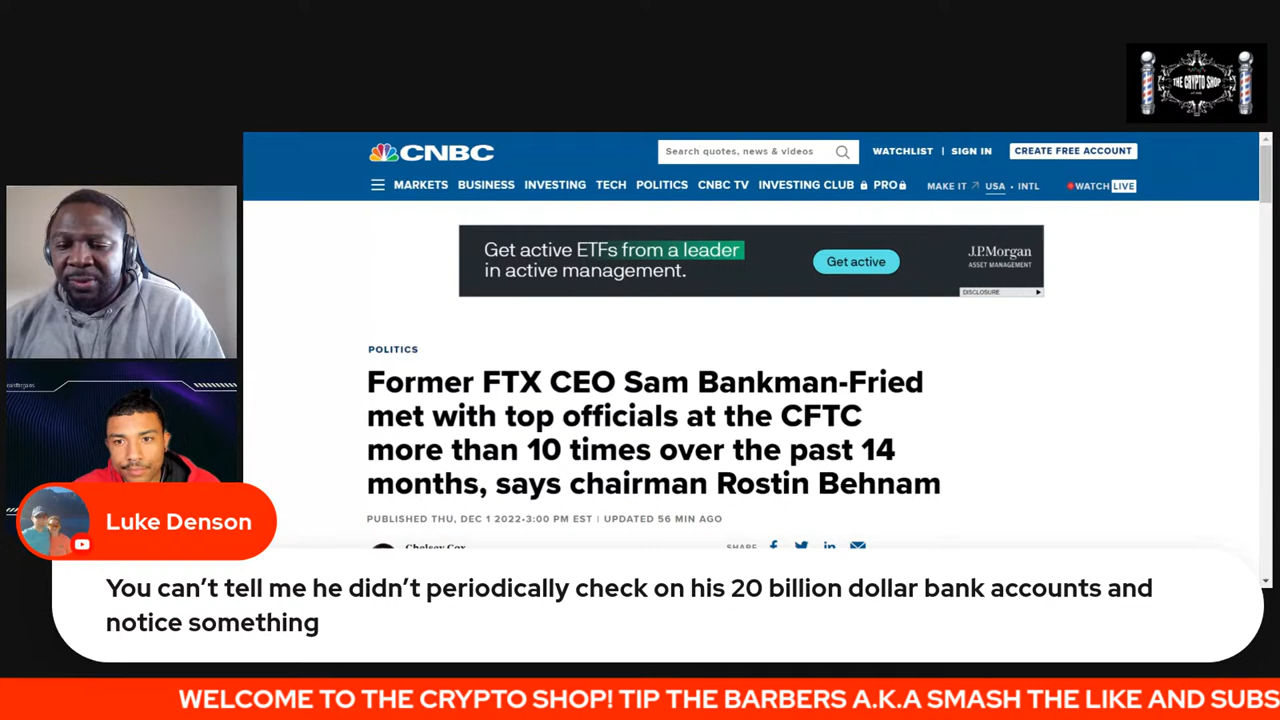 THE CRYPTO SHOP
CNBC
Search quotes, news & videos
WATCHLIST | SIGN IN
CREATE FREE ACCOUNT
MARKETS BUSINESS INVESTING TECH POLITICS CNBC TV INVESTING CLUB PRO MAKE IT USA • INTL WATCH LIVE
Get active ETFs from a leader
in active management.
Get active
J.P.Morgan
ASSET MANAGEMENT
DISCLOSURE
POLITICS
Former FTX CEO Sam Bankman-Fried
met with top officials at the CFTC
more than 10 times over the past 14
months, says chairman Rostin Behnam
PUBLISHED THU, DEC 1 2022•3:00 PM EST | UPDATED 56 MIN AGO
Chelsey Cox
SHARE
Luke Denson
You can’t tell me he didn’t periodically check on his 20 billion dollar bank accounts and
notice something
WELCOME TO THE CRYPTO SHOP! TIP THE BARBERS A.K.A SMASH THE LIKE AND SUBS